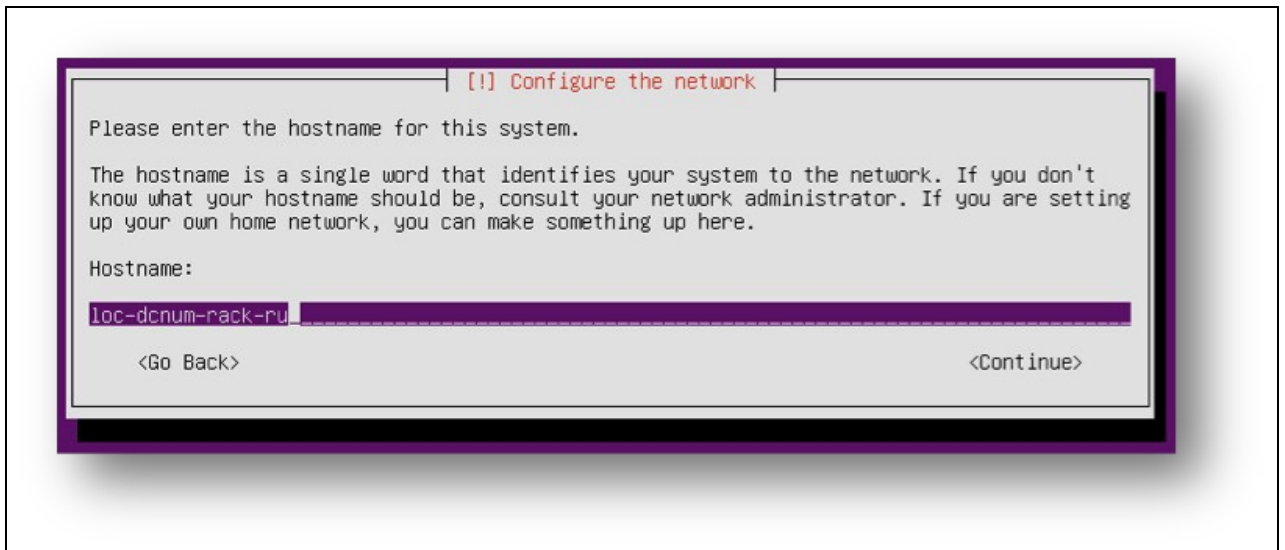 [!] Configure the network
Please enter the hostname for this system.
The hostname is a single word that identifies your system to the network. If you don't
know what your hostname should be, consult your network administrator. If you are setting
up your own home network, you can make something up here.
Hostname:
loc-dcnum-rack-ru
<Go Back> <Continue>